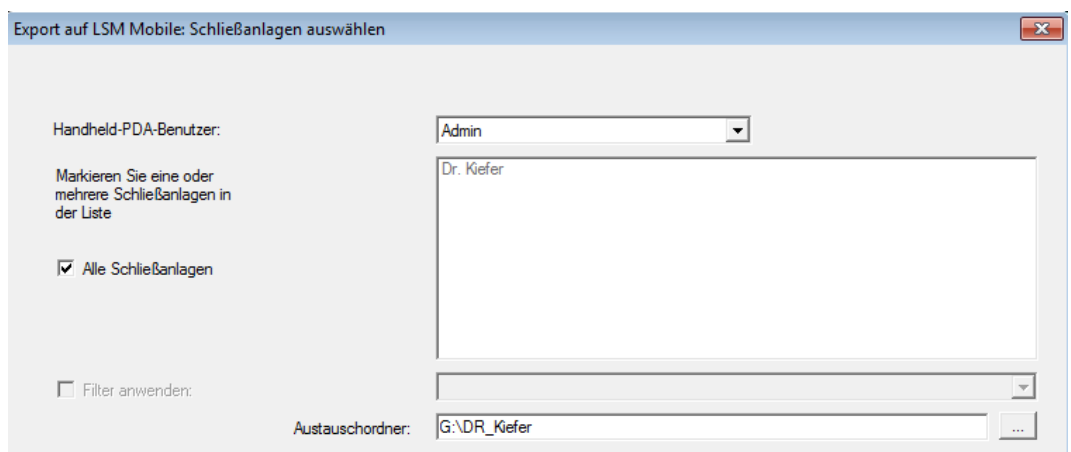 Export auf LSM Mobile: Schließanlagen auswählen
Handheld-PDA-Benutzer:
Admin
Markieren Sie eine oder
mehrere Schließanlagen in
der Liste
Dr. Kiefer
Alle Schließanlagen
Filter anwenden:
Austauschordner:
G:\DR_Kiefer
...